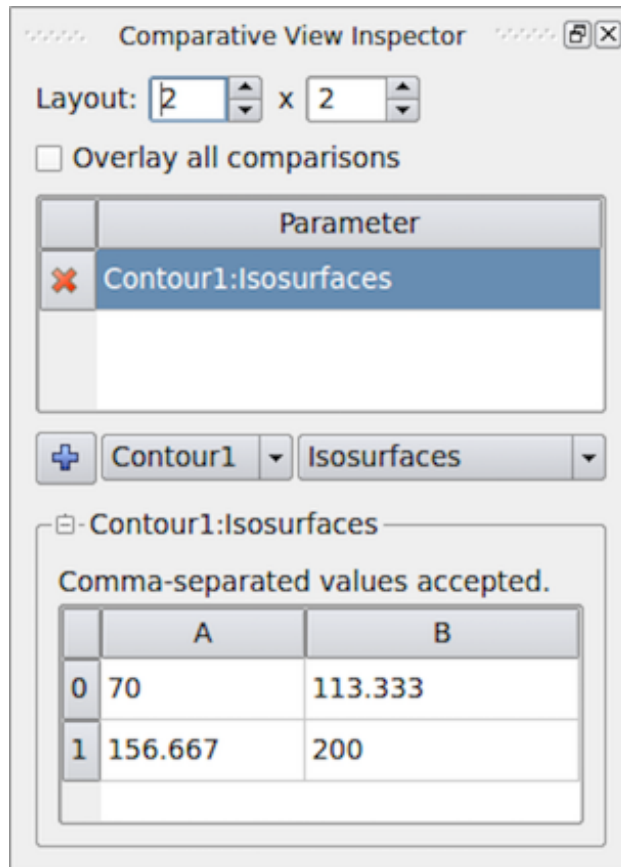 Comparative View Inspector
Layout: 2 x 2
Overlay all comparisons
Parameter
Contour1:Isosurfaces
Contour1 Isosurfaces
Contour1:Isosurfaces
Comma-separated values accepted.
A B
0 70 113.333
1 156.667 200